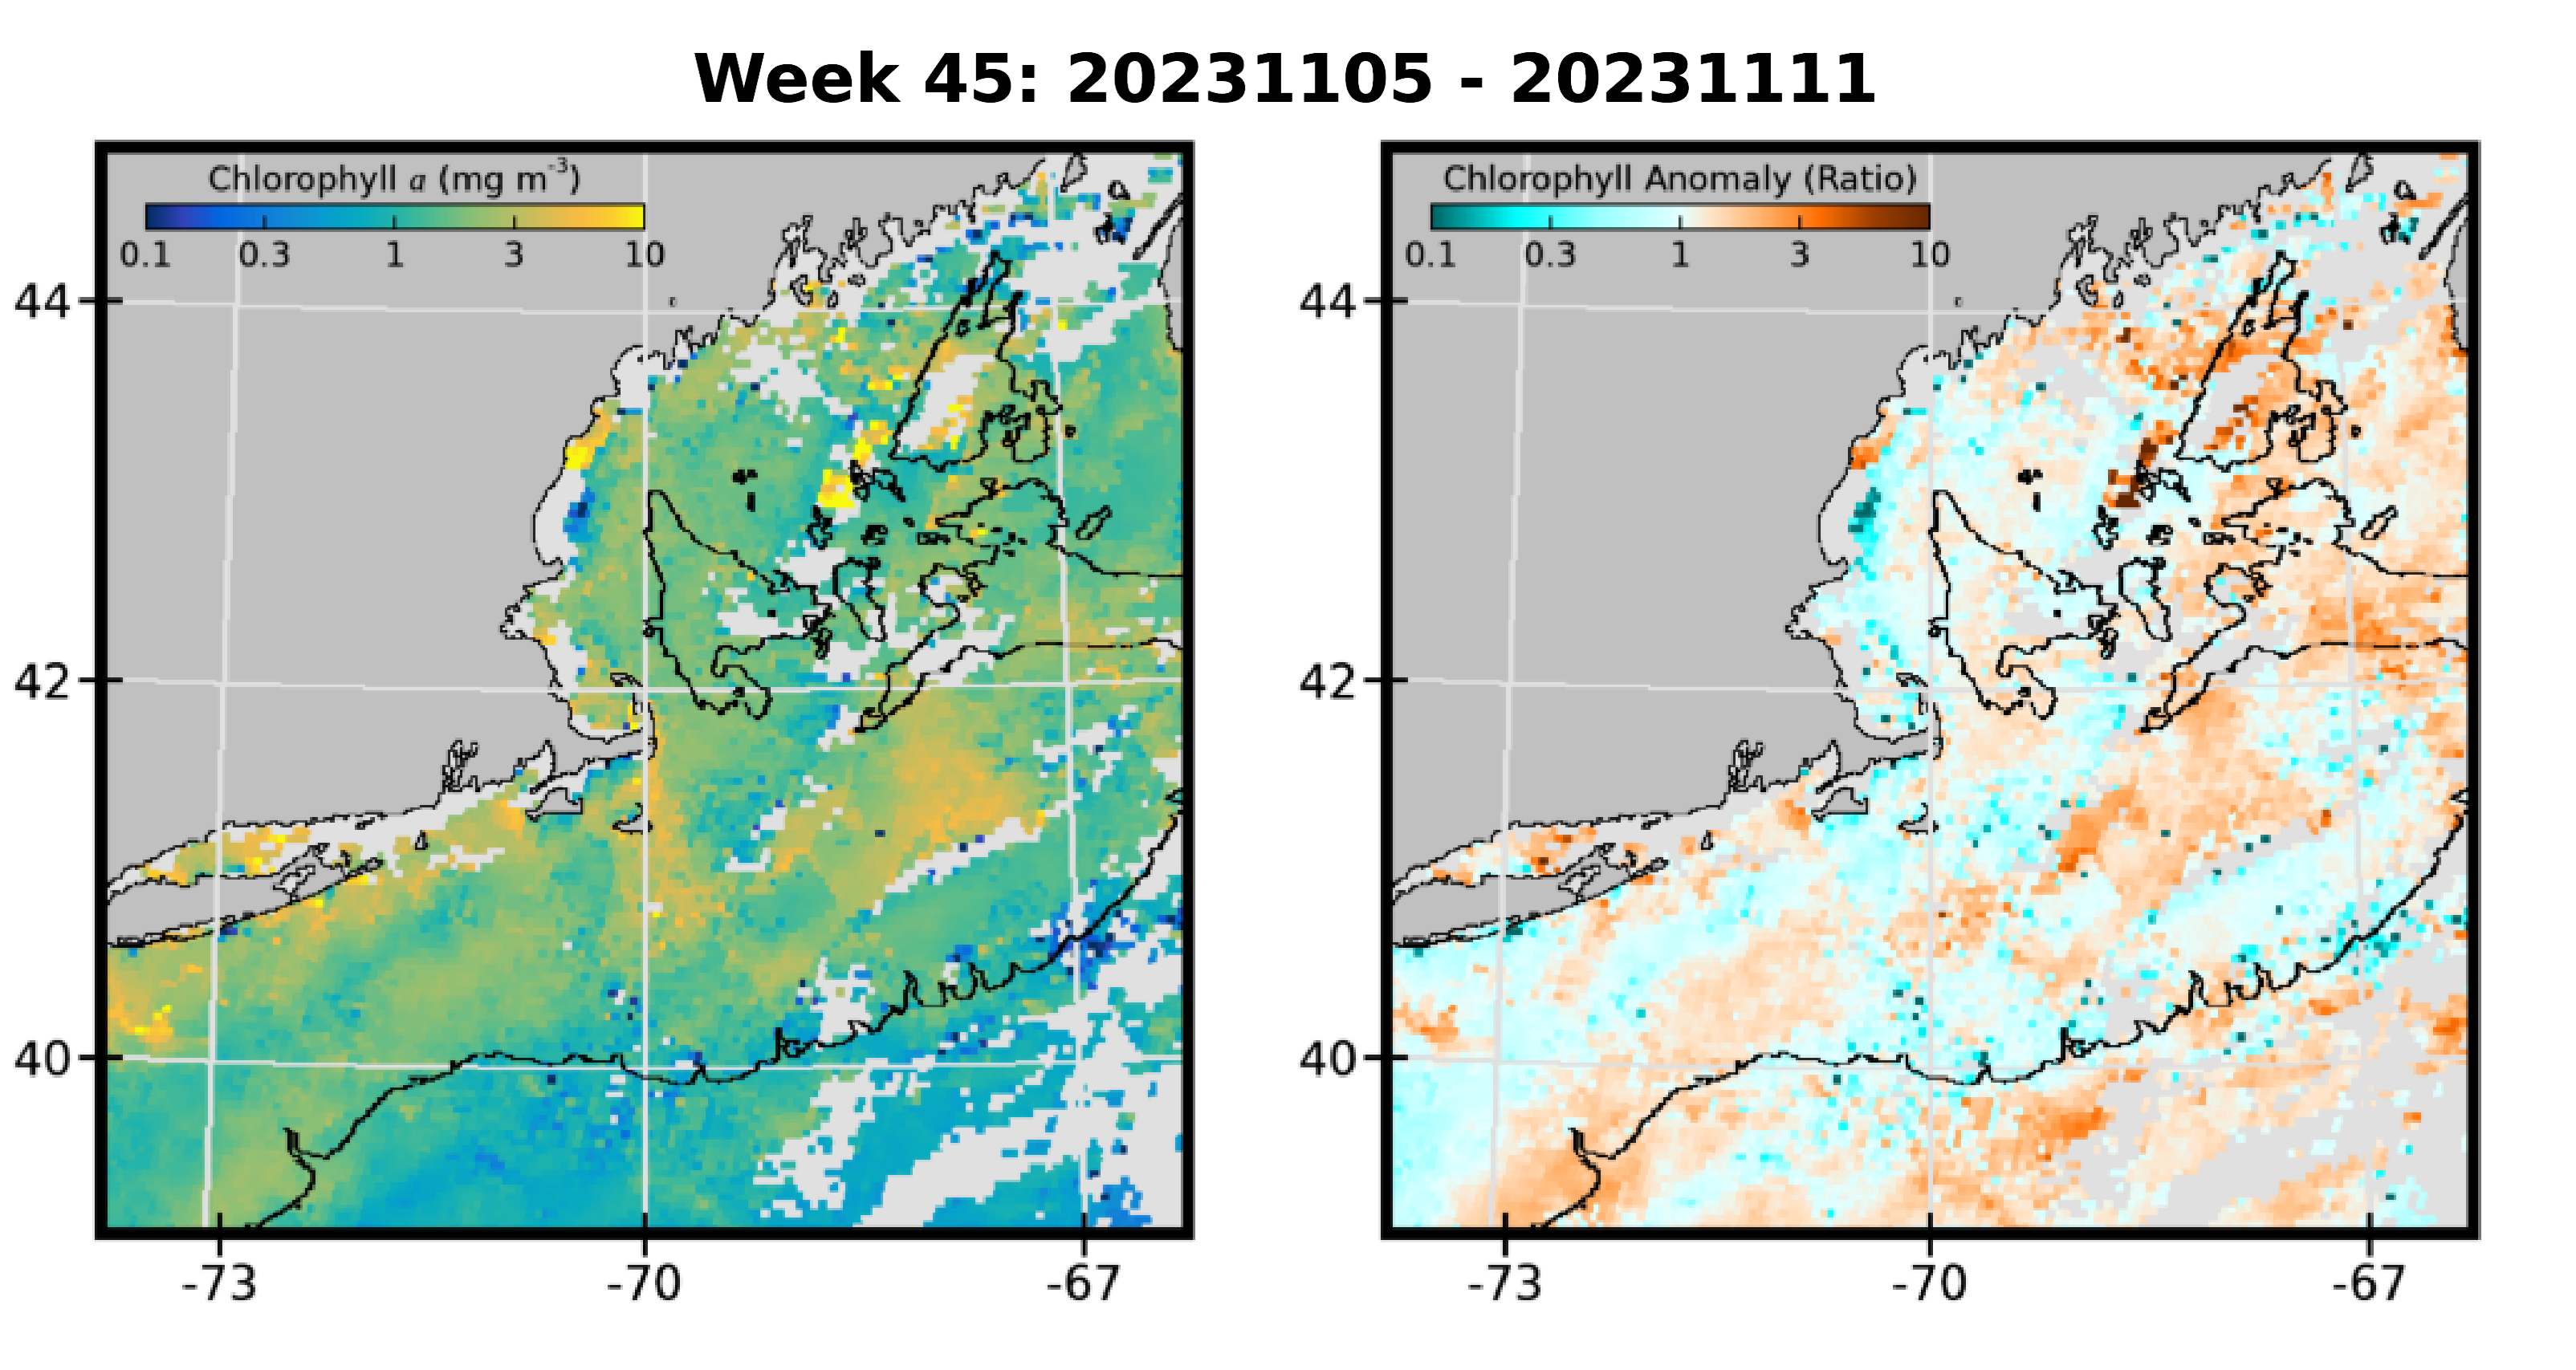 Week 45: 20231105 - 20231111
Chlorophyll a (mg m-3)
0.1 0.3 1 3 10
44
42
40
-73 -70 -67
Chlorophyll Anomaly (Ratio)
0.1 0.3 1 3 10
44
42
40
-73 -70 -67